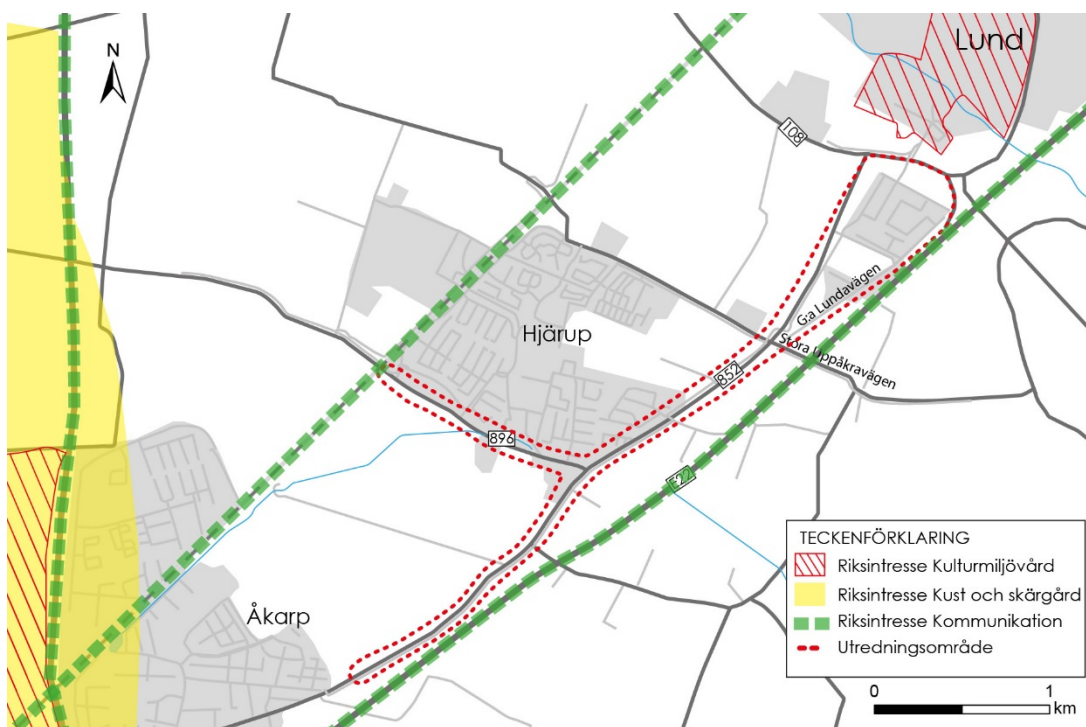 N
Lund
108
G:a Lundavägen
Stora Uppåkravägen
Hjärup
852
896
E22
Åkarp
TECKENFÖRKLARING
Riksintresse Kulturmiljövård
Riksintresse Kust och skärgård
Riksintresse Kommunikation
Utredningsområde
0 1
km